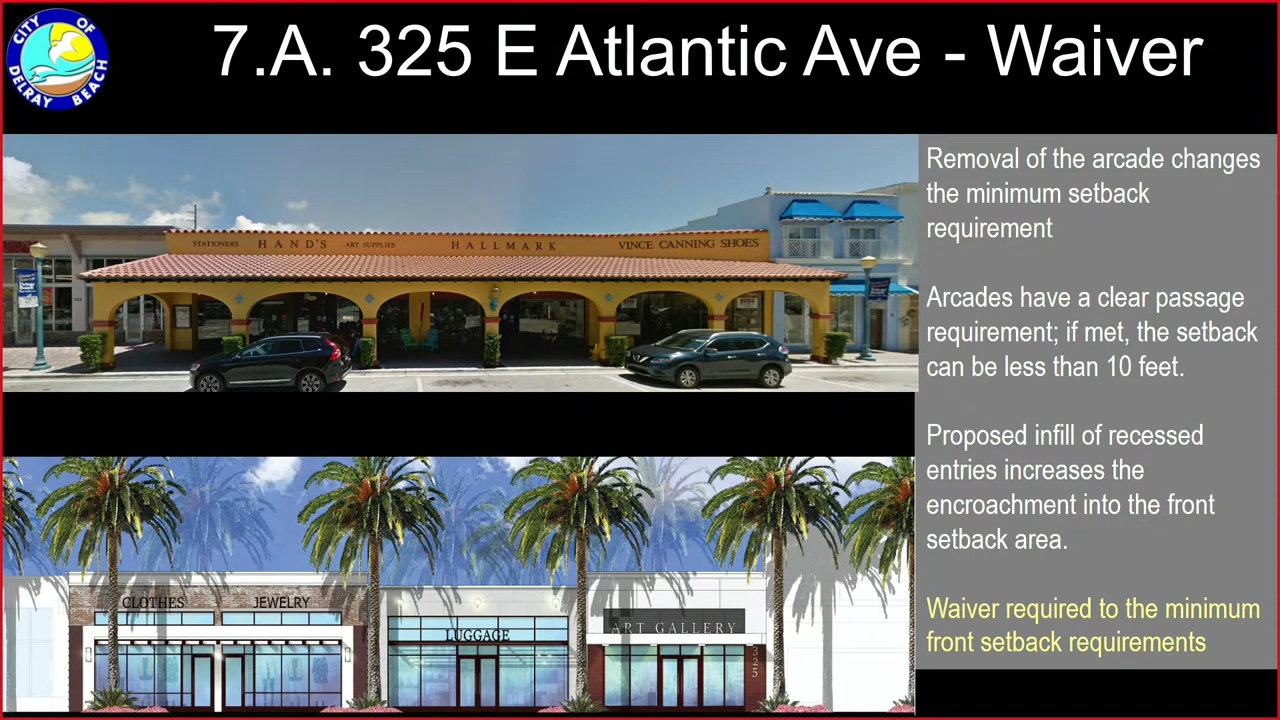 CITY OF
DELRAY BEACH
7.A. 325 E Atlantic Ave - Waiver
STATIONERS HAND'S ART SUPPLIES HALLMARK VINCE CANNING SHOES
Removal of the arcade changes
the minimum setback
requirement
Arcades have a clear passage
requirement; if met, the setback
can be less than 10 feet.
Proposed infill of recessed
entries increases the
encroachment into the front
setback area.
Waiver required to the minimum
front setback requirements
CLOTHES JEWELRY
LUGGAGE
ART GALLERY
325